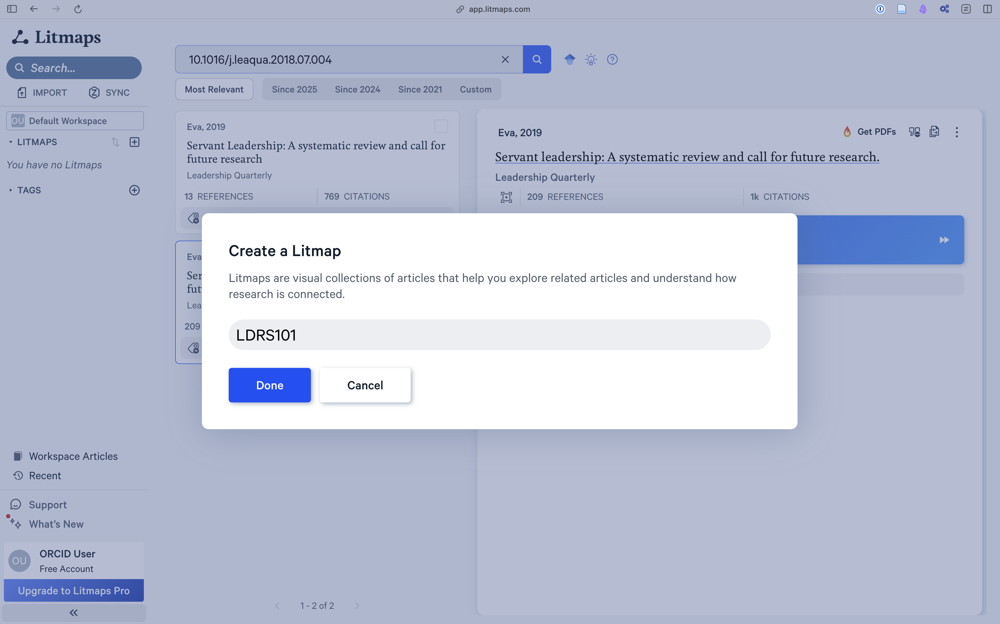 app.litmaps.com
Litmaps
Search...
IMPORT
SYNC
OU Default Workspace
LITMAPS
You have no Litmaps
TAGS
Workspace Articles
Recent
Support
What's New
OU
ORCID User
Free Account
Upgrade to Litmaps Pro
10.1016/j.leaqua.2018.07.004
Most Relevant
Since 2025
Since 2024
Since 2021
Custom
Eva, 2019
Servant Leadership: A systematic review and call for
future research
Leadership Quarterly
13 REFERENCES
769 CITATIONS
Eva
Ser
fut
Lea
209
1 - 2 of 2
Eva, 2019
Get PDFs
Servant leadership: A systematic review and call for future research.
Leadership Quarterly
209 REFERENCES
1k CITATIONS
Create a Litmap
Litmaps are visual collections of articles that help you explore related articles and understand how
research is connected.
LDRS101
Done
Cancel